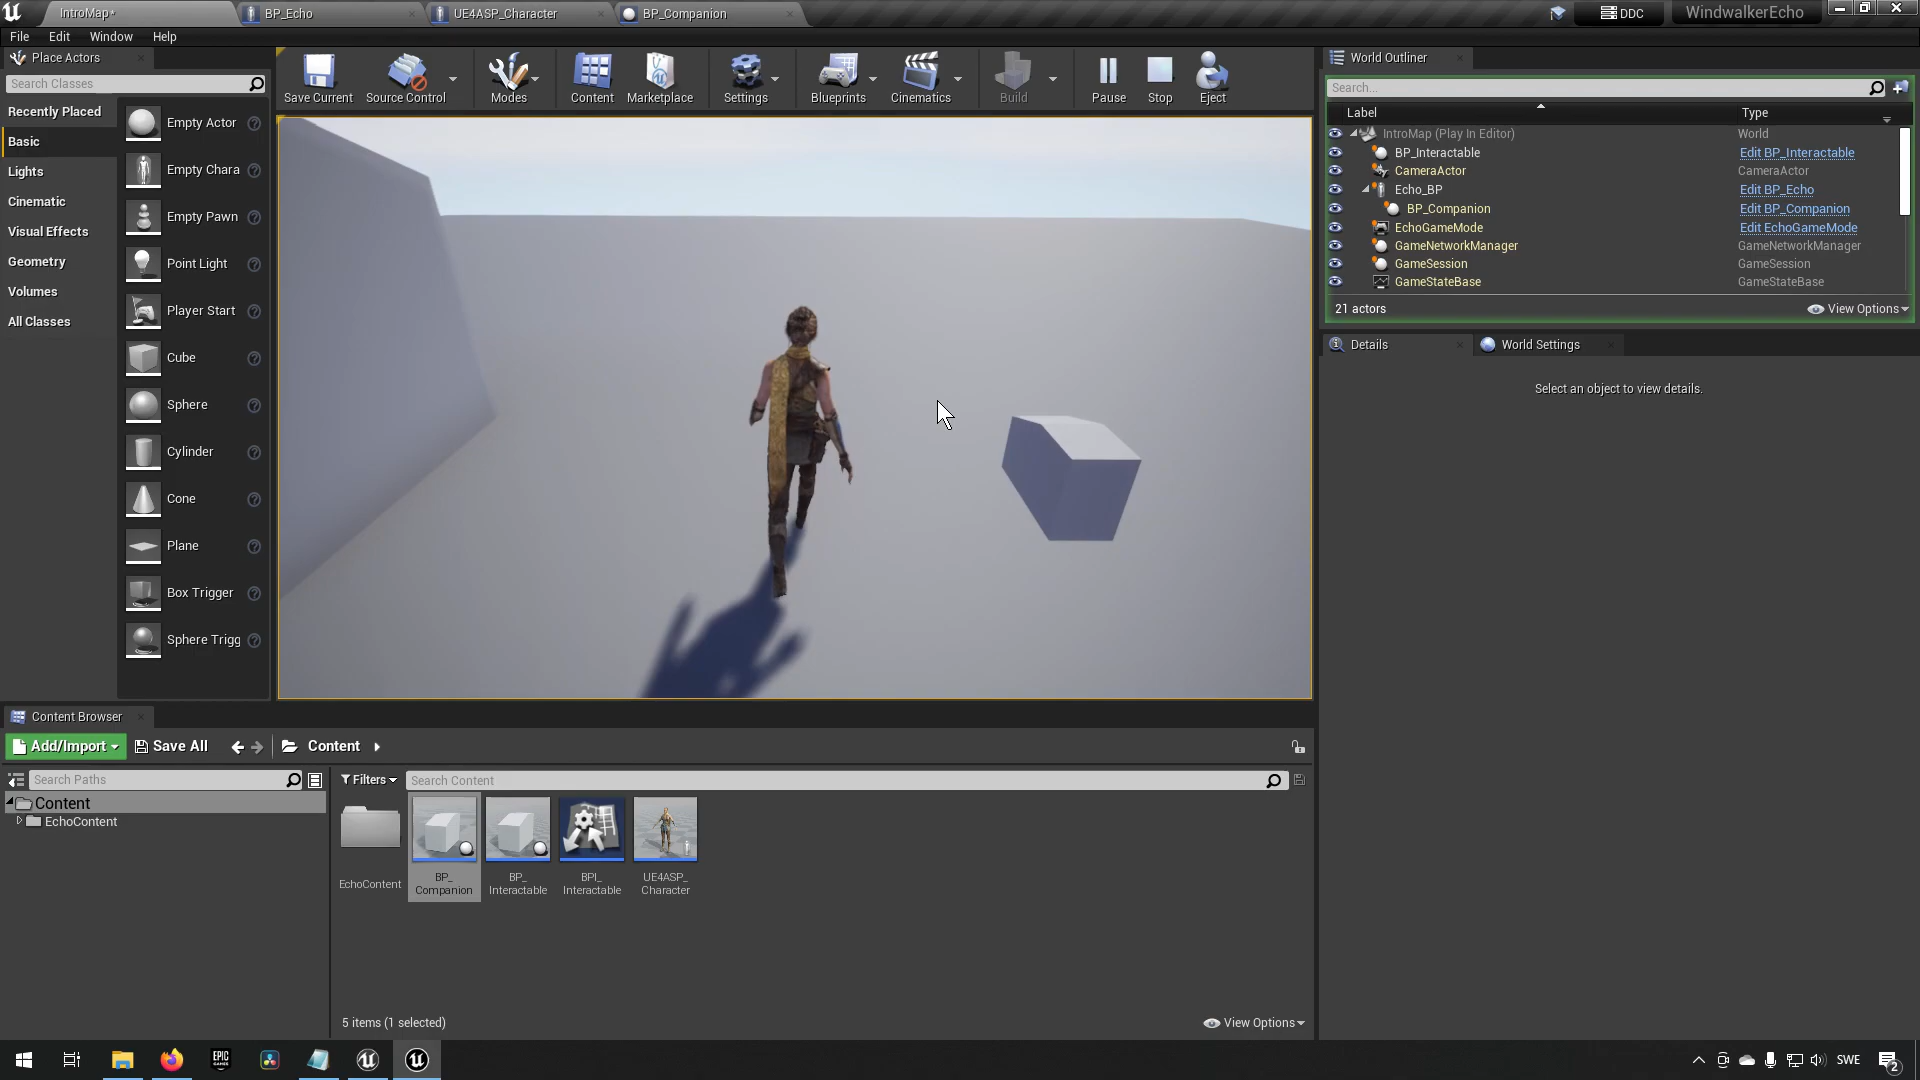 IntroMap*
BP_Echo
UE4ASP_Character
BP_Companion
DDC
WindwalkerEcho
File
Edit
Window
Help
Place Actors
Search Classes
Recently Placed
Basic
Lights
Cinematic
Visual Effects
Geometry
Volumes
All Classes
Empty Actor
Empty Chara
Empty Pawn
Point Light
Player Start
Cube
Sphere
Cylinder
Cone
Plane
Box Trigger
Sphere Trigg
Save Current
Source Control
Modes
Content
Marketplace
Settings
Blueprints
Cinematics
Build
Pause
Stop
Eject
World Outliner
Search...
Label
Type
IntroMap (Play In Editor)
World
BP_Interactable
Edit BP_Interactable
CameraActor
CameraActor
Echo_BP
Edit BP_Echo
BP_Companion
Edit BP_Companion
EchoGameMode
Edit EchoGameMode
GameNetworkManager
GameNetworkManager
GameSession
GameSession
GameStateBase
GameStateBase
21 actors
View Options
Details
World Settings
Select an object to view details.
Content Browser
Add/Import
Save All
Content
Search Paths
Filters
Search Content
Content
EchoContent
EchoContent
BP_
Companion
BP_
Interactable
BPI_
Interactable
UE4ASP_
Character
5 items (1 selected)
View Options
EPIC
GAMES
SWE
2